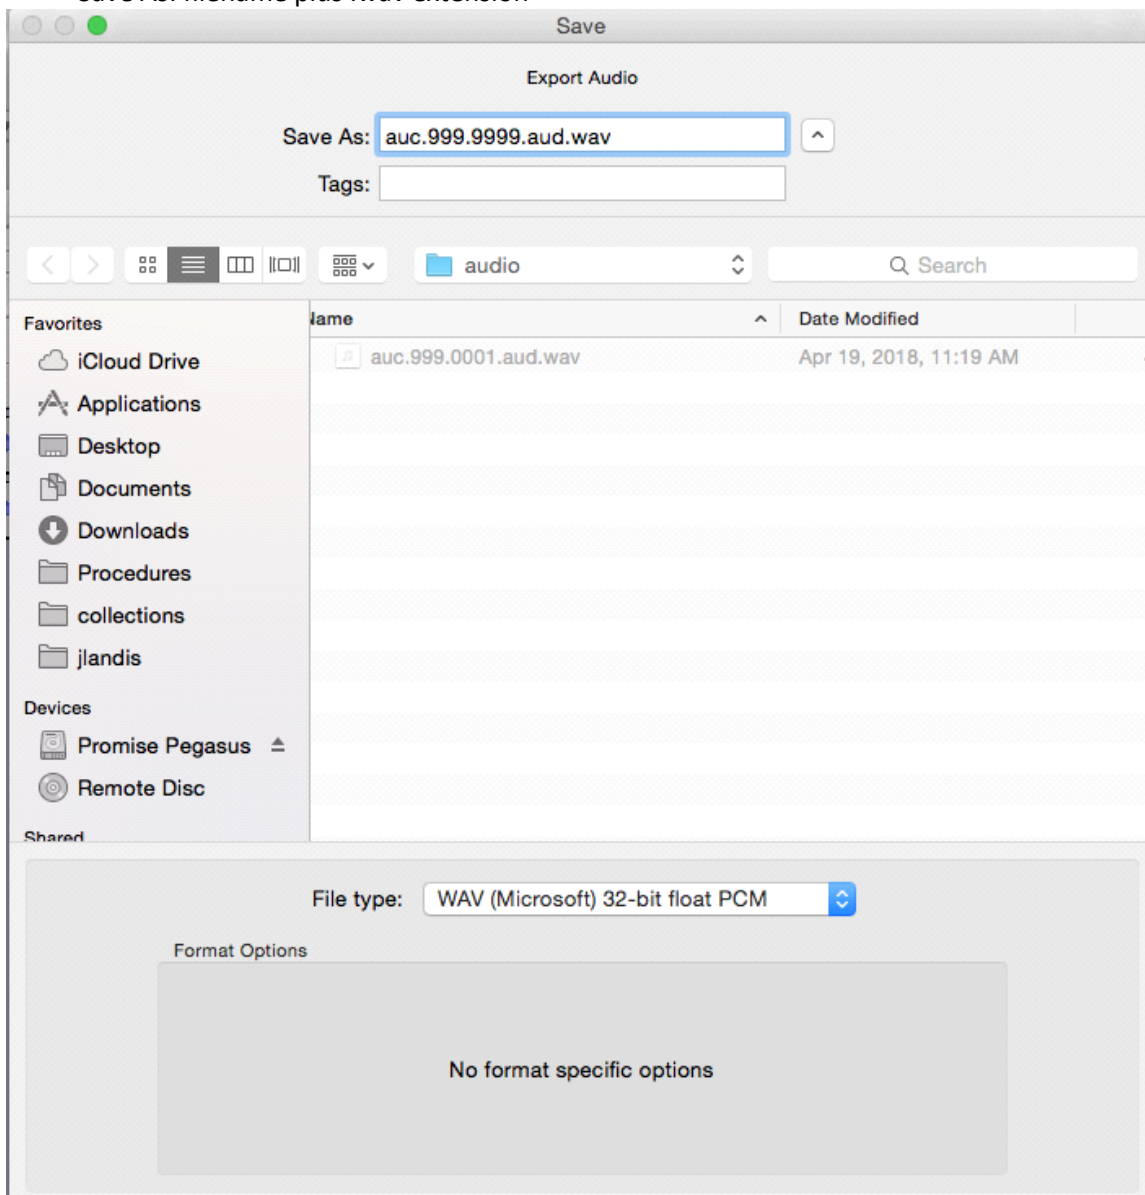 Save
Export Audio
Save As: auc.999.9999.aud.wav
Tags:
audio
Search
Favorites
Name Date Modified
iCloud Drive
auc.999.0001.aud.wav Apr 19, 2018, 11:19 AM
Applications
Desktop
Documents
Downloads
Procedures
collections
jlandis
Devices
Promise Pegasus
Remote Disc
Shared
File type: WAV (Microsoft) 32-bit float PCM
Format Options
No format specific options